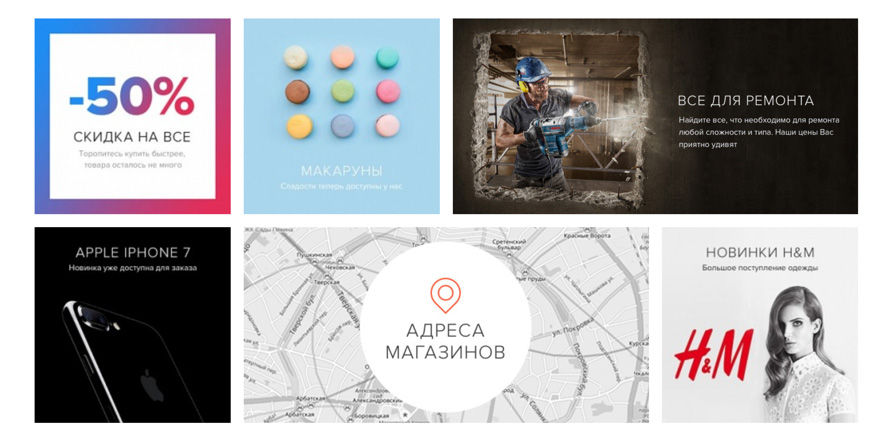 -50%
СКИДКА НА ВСЕ
Торопитесь купить быстрее,
товара осталось не много
МАКАРУНЫ
Сладости теперь доступны у нас
ВСЕ ДЛЯ РЕМОНТА
Найдите все, что необходимо для ремонта
любой сложности и типа. Наши цены Вас
приятно удивят
APPLE IPHONE 7
Новинка уже доступна для заказа
АДРЕСА
МАГАЗИНОВ
Пушкинская
Чеховская
Тверская
Сретенский
бульвар
Красные Ворота
ул. Покровка
Арбатская
Александровский
Боровицкая
НОВИНКИ H&M
Большое поступление одежды
H&M